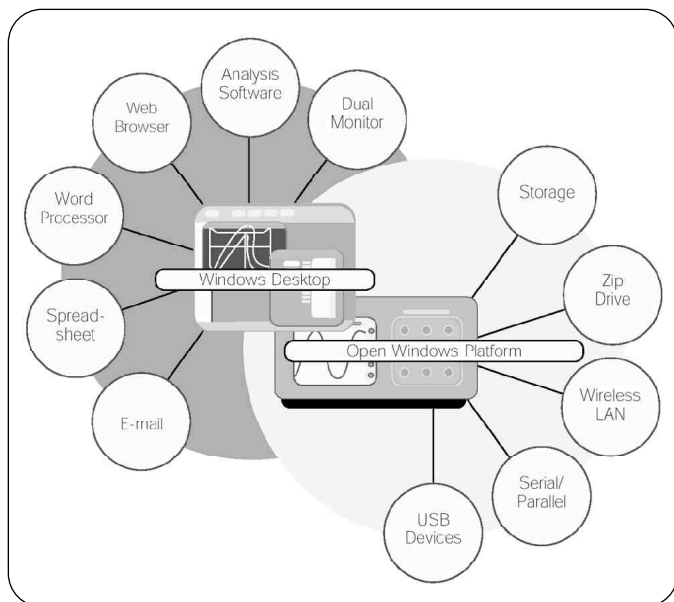 Analysis
Software
Web
Browser
Dual
Monitor
Word
Processor
Storage
Windows Desktop
Zip
Drive
Spread-
sheet
Open Windows Platform
Wireless
LAN
E-mail
Serial/
Parallel
USB
Devices